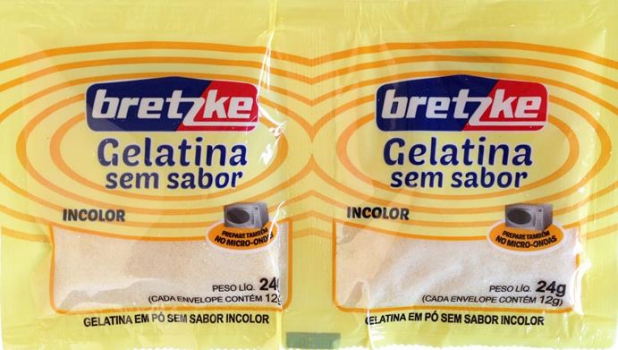 bretzke
Gelatina
sem sabor
INCOLOR
PREPARE TAMBÉM
NO MICRO-ONDAS
PESO LÍQ. 24g
(CADA ENVELOPE CONTÉM 12g
GELATINA EM PÓ SEM SABOR INCOLOR
bretzke
Gelatina
sem sabor
INCOLOR
PREPARE TAMBÉM
NO MICRO-ONDAS
PESO LÍQ. 24g
(CADA ENVELOPE CONTÉM 12g)
GELATINA EM PÓ SEM SABOR INCOLOR